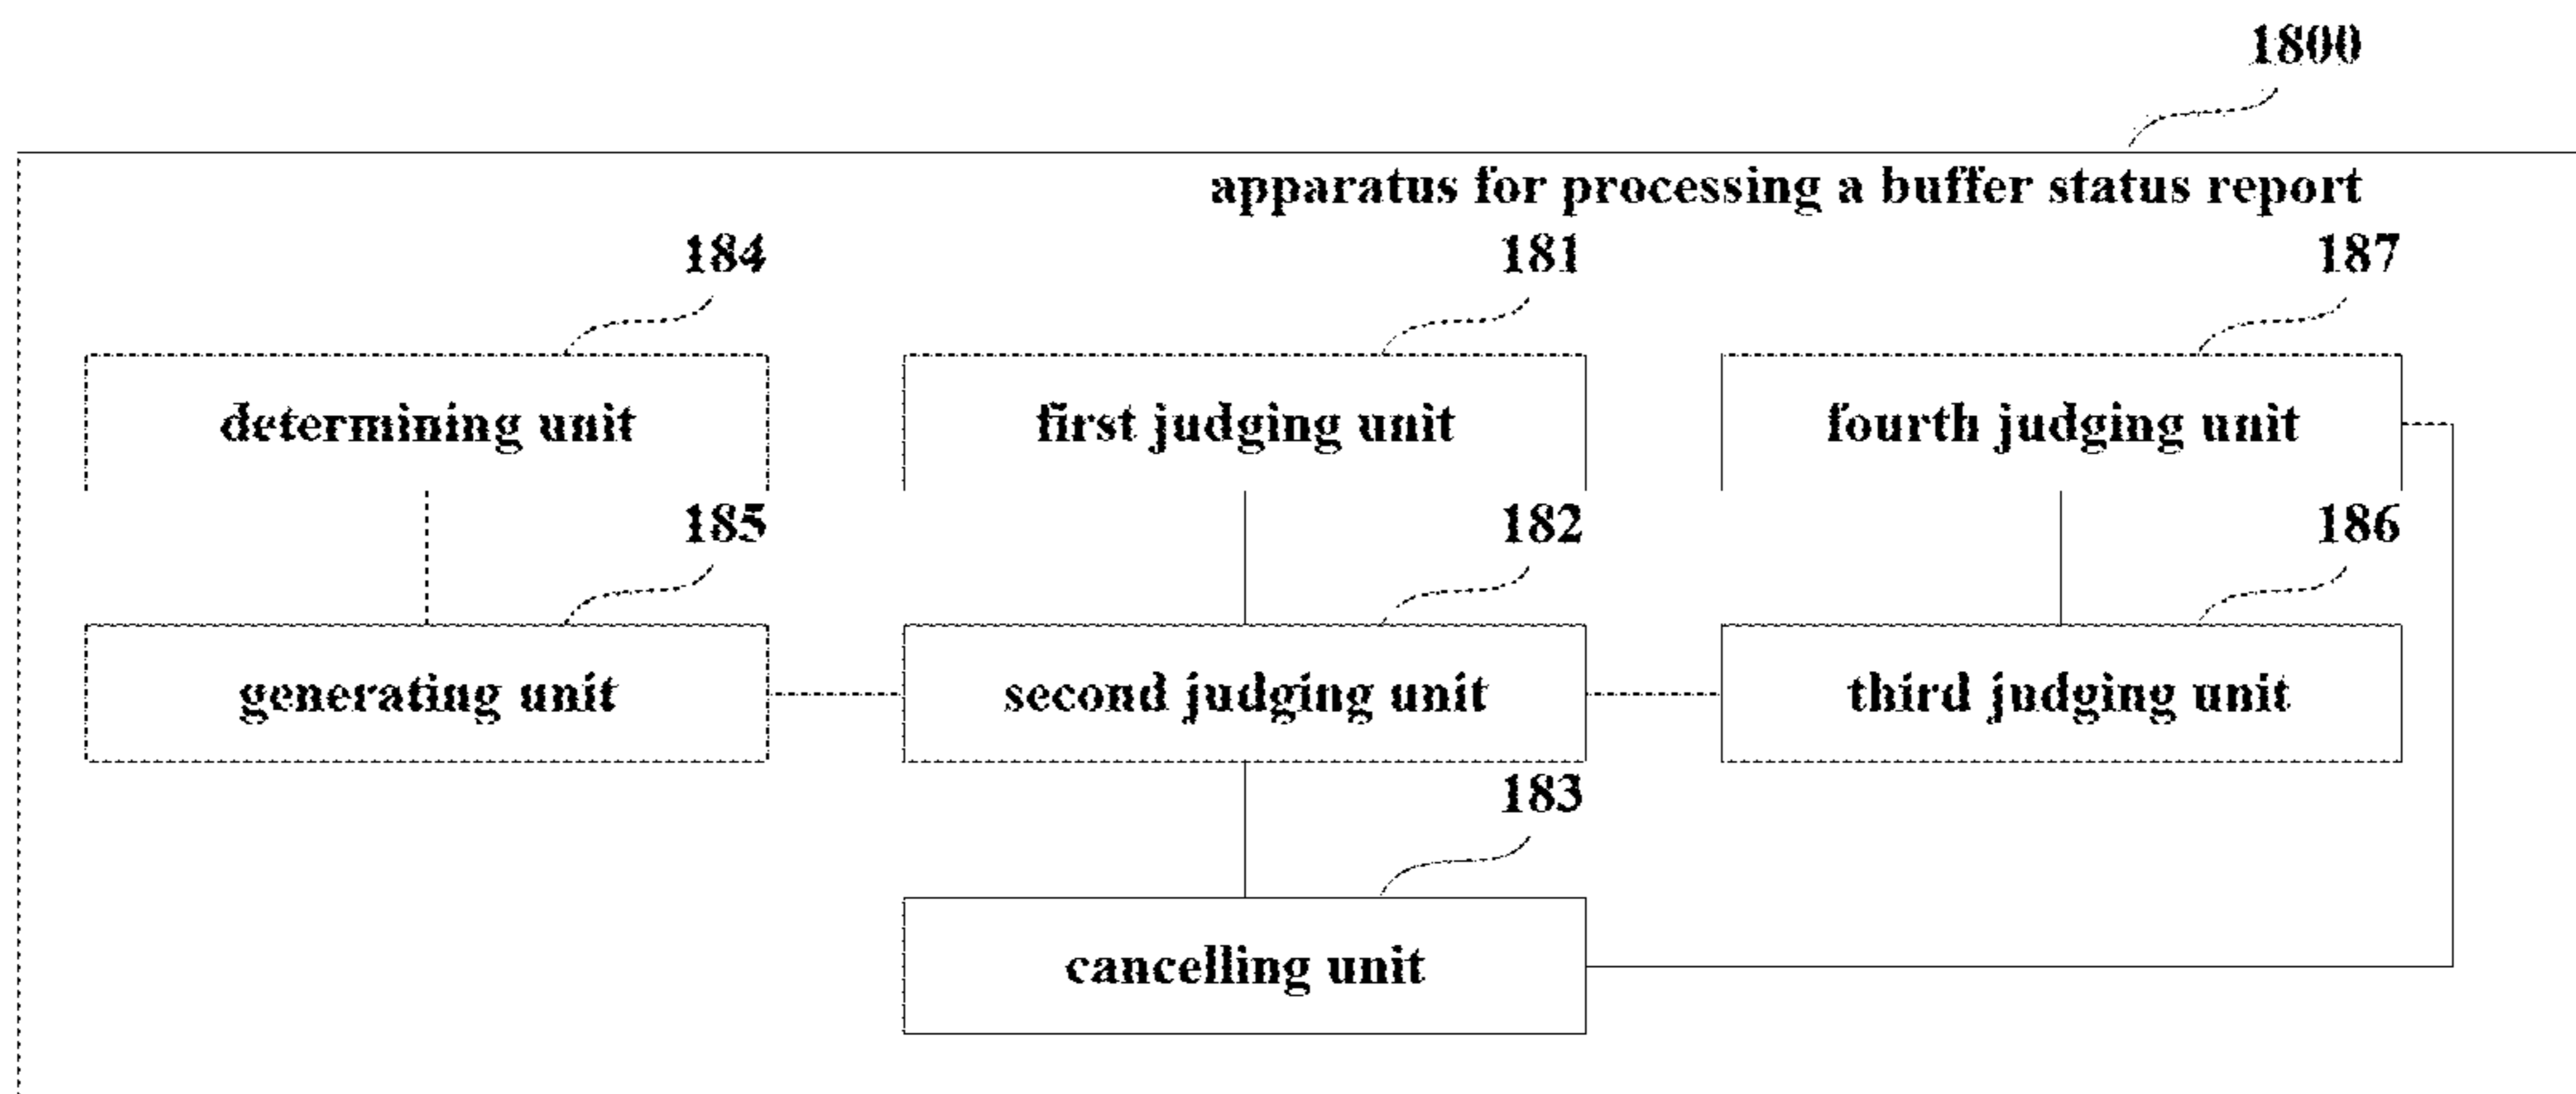 1800
apparatus for processing a buffer status report
184 181 187
determining unit first judging unit fourth judging unit
185 182 186
generating unit second judging unit third judging unit
183
cancelling unit